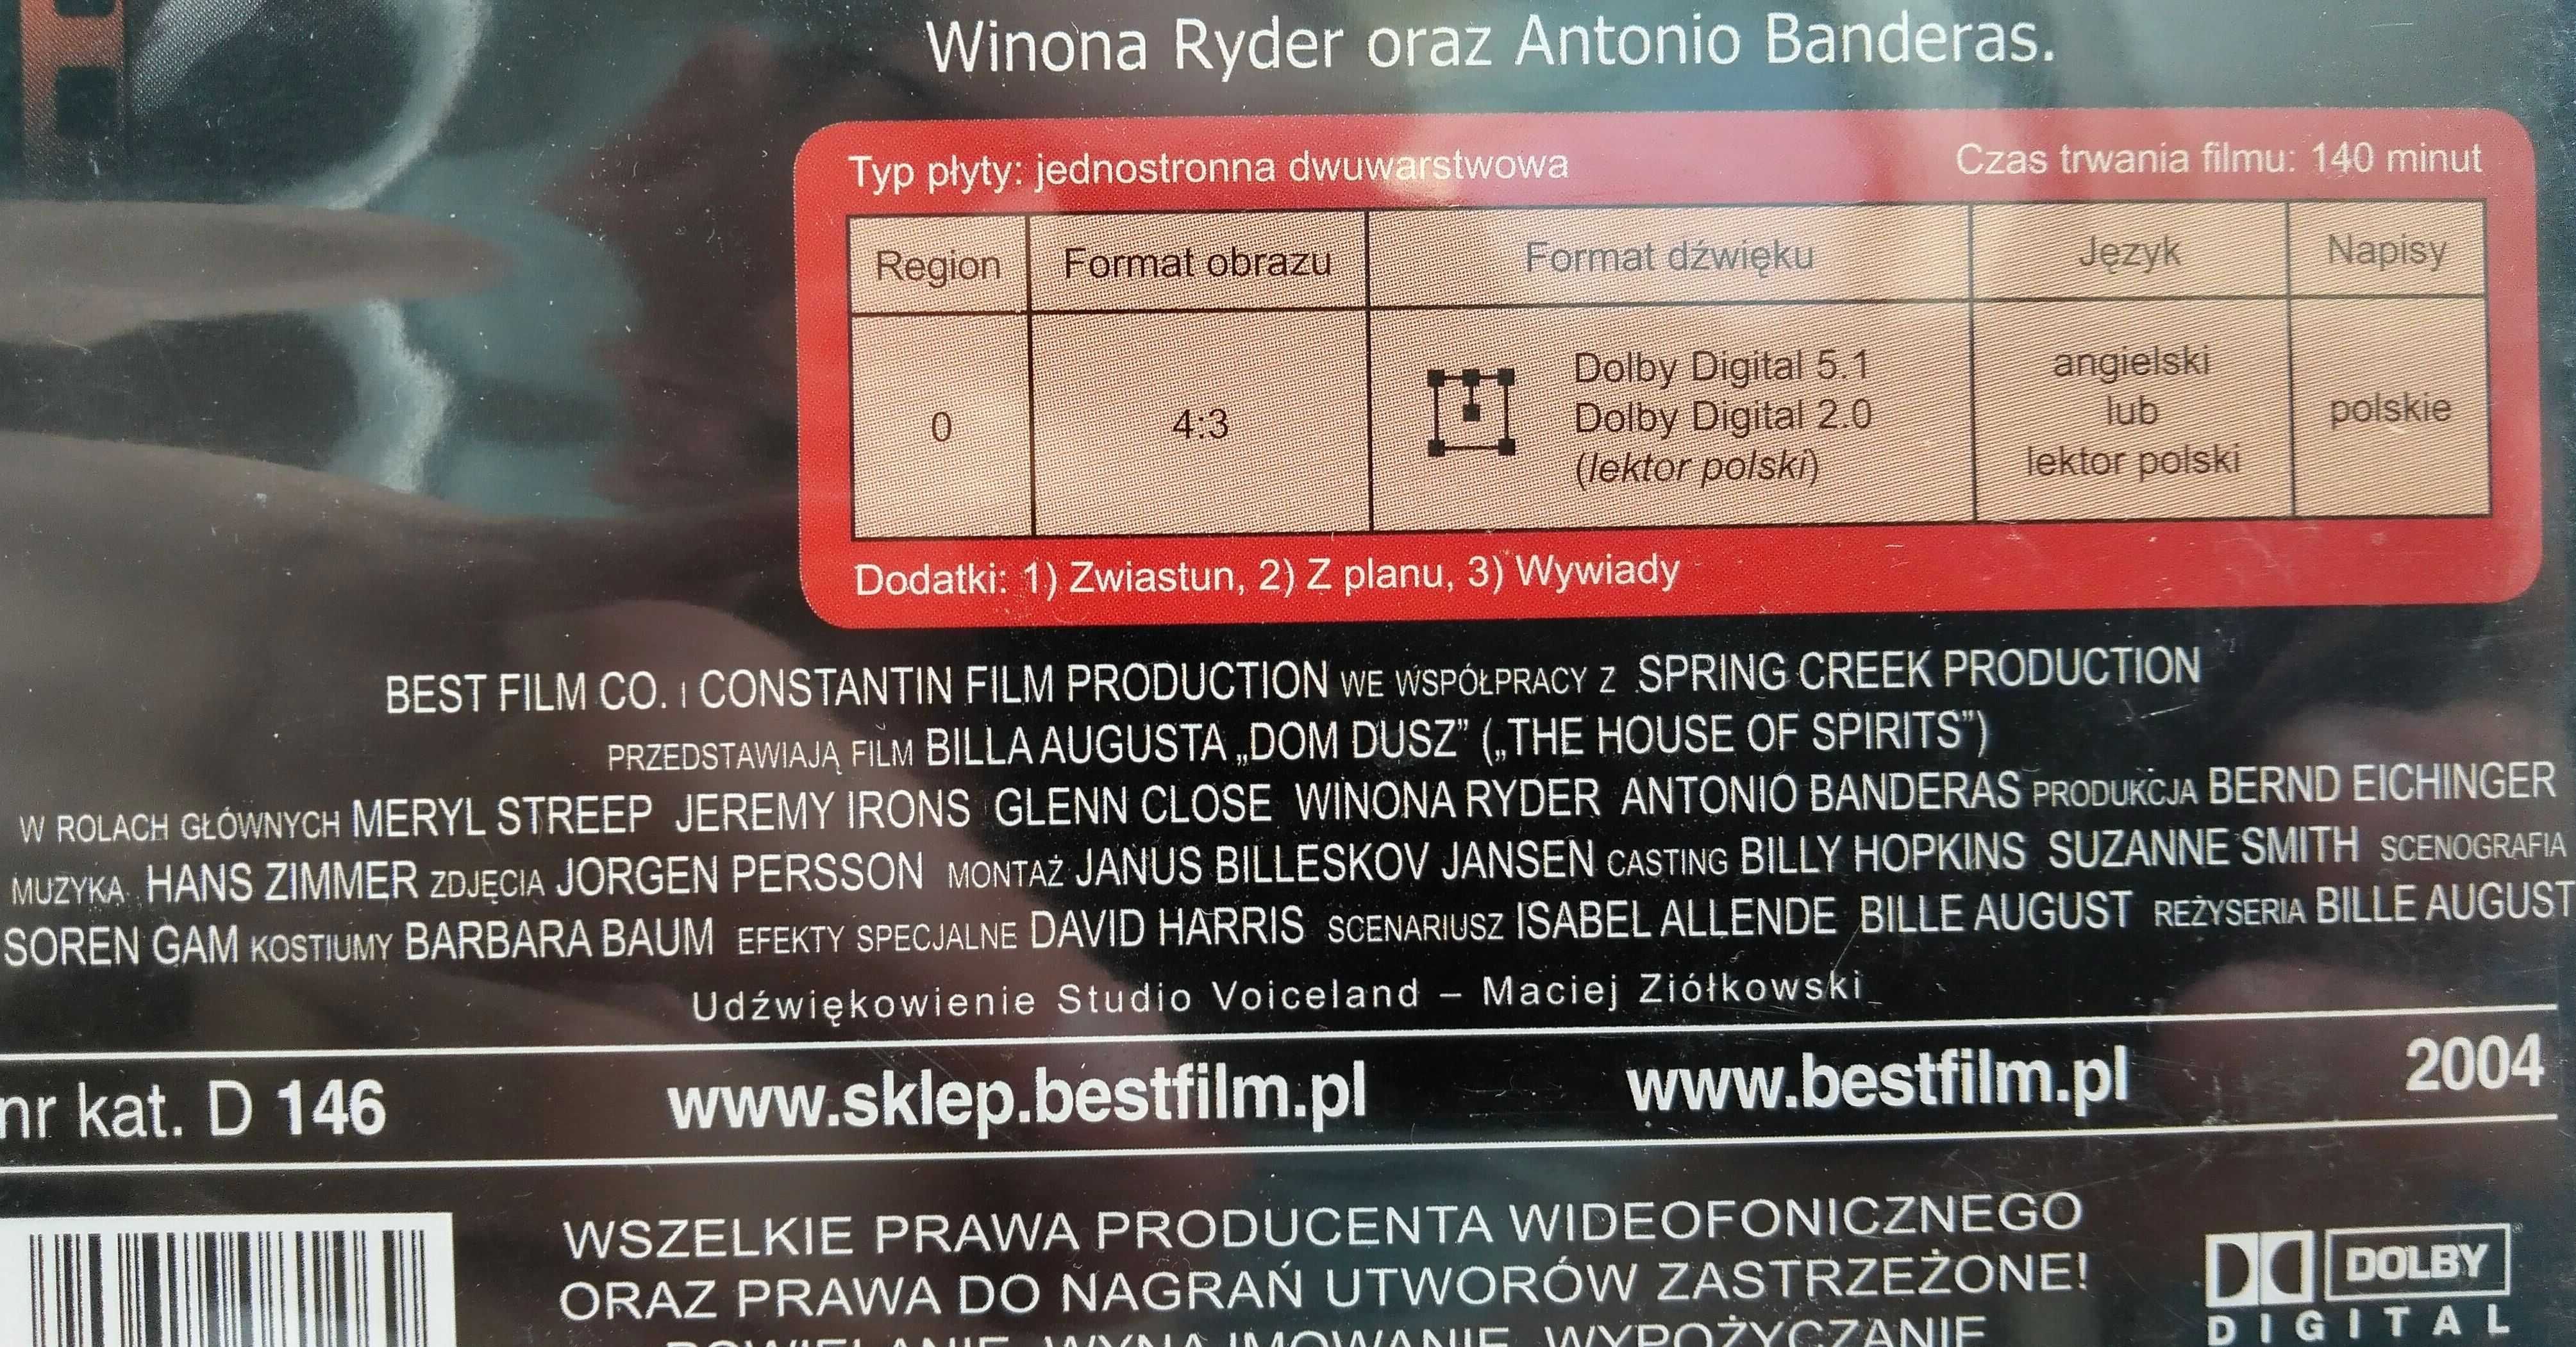 Winona Ryder oraz Antonio Banderas.
Typ płyty: jednostronna dwuwarstwowa Czas trwania filmu: 140 minut
Region Format obrazu Format dźwięku Język Napisy
0 4:3 Dolby Digital 5.1 Dolby Digital 2.0 (lektor polski) angielski lub lektor polski polskie
Dodatki: 1) Zwiastun, 2) Z planu, 3) Wywiady
BEST FILM CO. I CONSTANTIN FILM PRODUCTION WE WSPÓŁPRACY Z SPRING CREEK PRODUCTION
PRZEDSTAWIAJĄ FILM BILLA AUGUSTA „DOM DUSZ” („THE HOUSE OF SPIRITS”)
W ROLACH GŁÓWNYCH MERYL STREEP JEREMY IRONS GLENN CLOSE WINONA RYDER ANTONIO BANDERAS PRODUKCJA BERND EICHINGER
MUZYKA HANS ZIMMER ZDJĘCIA JORGEN PERSSON MONTAŻ JANUS BILLESKOV JANSEN CASTING BILLY HOPKINS SUZANNE SMITH SCENOGRAFIA
SOREN GAM KOSTIUMY BARBARA BAUM EFEKTY SPECJALNE DAVID HARRIS SCENARIUSZ ISABEL ALLENDE BILLE AUGUST REŻYSERIA BILLE AUGUST
Udźwiękowienie Studio Voiceland – Maciej Ziółkowski
nr kat. D 146 www.sklep.bestfilm.pl www.bestfilm.pl 2004
WSZELKIE PRAWA PRODUCENTA WIDEOFONICZNEGO
ORAZ PRAWA DO NAGRAŃ UTWORÓW ZASTRZEŻONE!
POWIELANIE, WYNAJMOWANIE, WYPOŻYCZANIE
DOLBY
DIGITAL